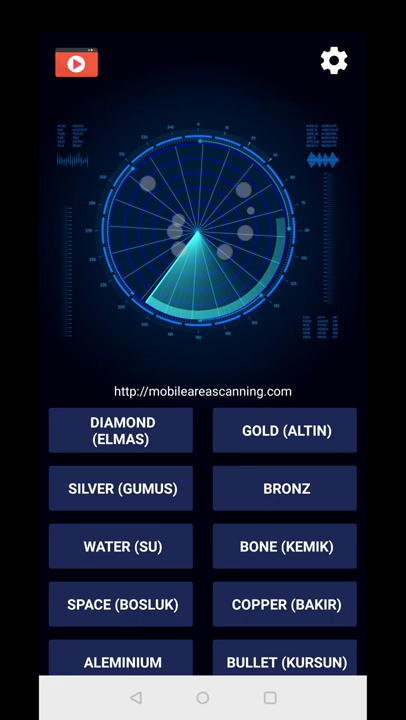 http://mobileareascanning.com
DIAMOND
(ELMAS)
GOLD (ALTIN)
SILVER (GUMUS)
BRONZ
WATER (SU)
BONE (KEMIK)
SPACE (BOSLUK)
COPPER (BAKIR)
ALEMINIUM
BULLET (KURSUN)